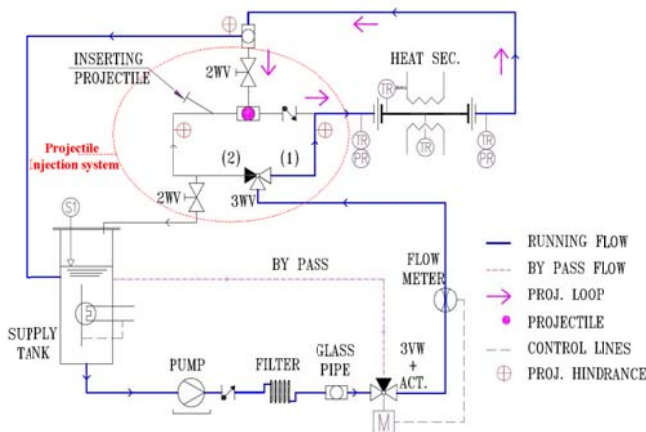 INSERTING
PROJECTILE
2WV
HEAT SEC.
TR
Projectile
Injection system
(2)
(1)
TR
PR
TR
TR
PR
2WV
3WV
S1
BY PASS
FLOW
METER
SUPPLY
TANK
PUMP
FILTER
GLASS
PIPE
3VW
+
ACT.
M
RUNNING FLOW
BY PASS FLOW
PROJ. LOOP
PROJECTILE
CONTROL LINES
PROJ. HINDRANCE